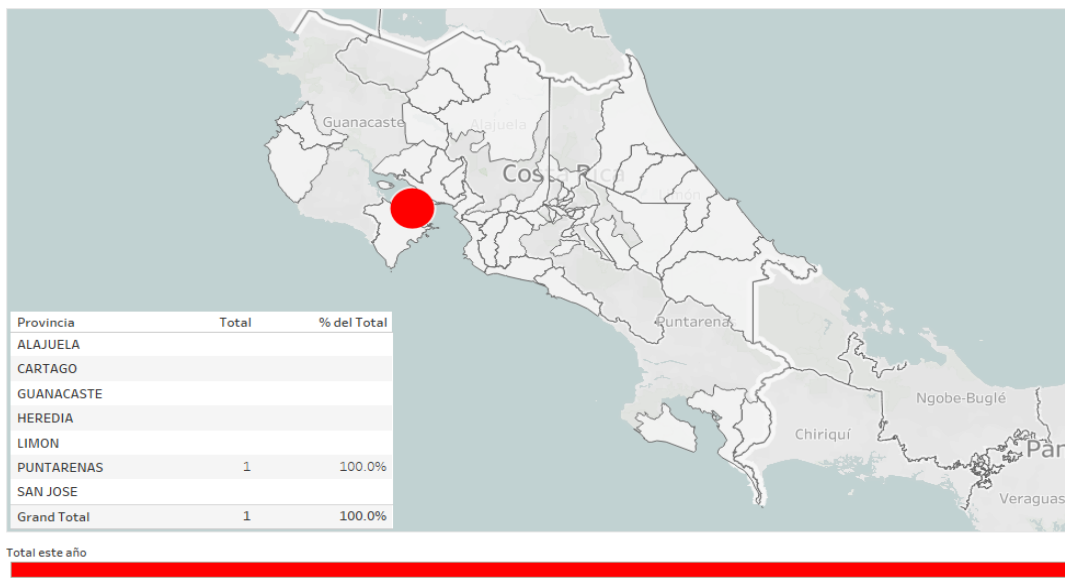 Guanacaste
Alajuela
Costa Rica
Limón
Puntarena
Ngobe-Buglé
Chiriquí
Pan
Veraguas
Provincia Total % del Total
ALAJUELA
CARTAGO
GUANACASTE
HEREDIA
LIMON
PUNTARENAS 1 100.0%
SAN JOSE
Grand Total 1 100.0%
Total este año